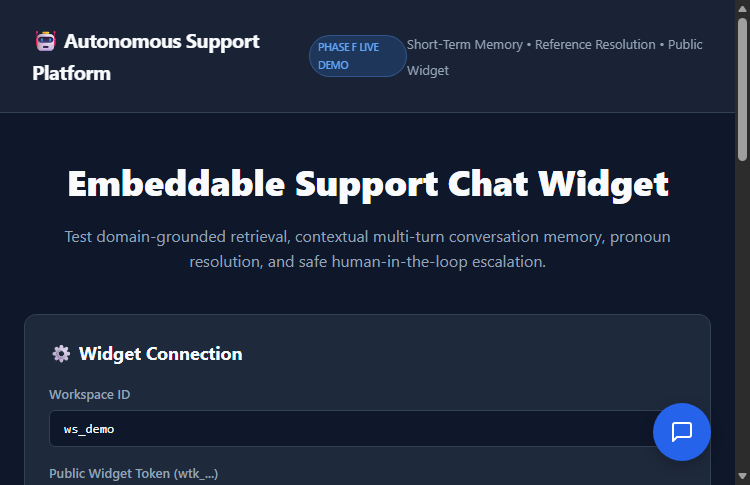 Autonomous Support
Platform
PHASE F LIVE
DEMO
Short-Term Memory • Reference Resolution • Public
Widget
Embeddable Support Chat Widget
Test domain-grounded retrieval, contextual multi-turn conversation memory, pronoun
resolution, and safe human-in-the-loop escalation.
Widget Connection
Workspace ID
ws_demo
Public Widget Token (wtk_...)